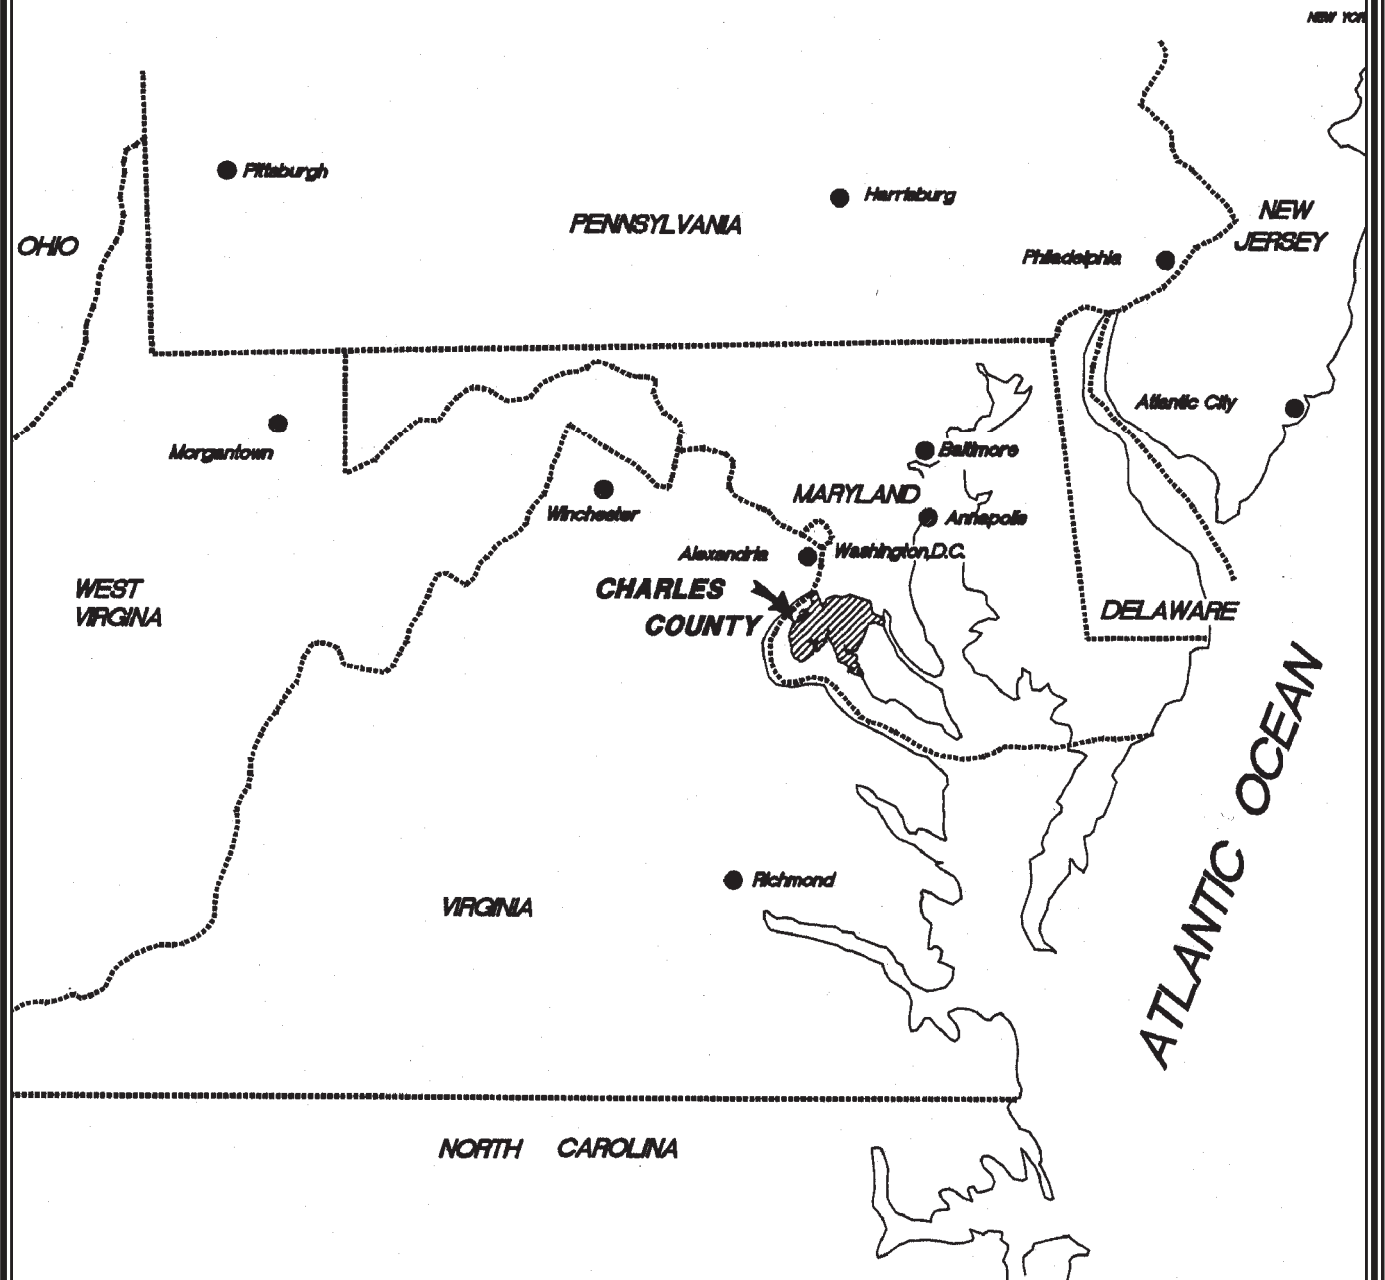 NEW YOR
Pittsburgh
Harrisburg
PENNSYLVANIA
NEW
JERSEY
OHIO
Philadelphia
Atlantic City
Morgantown
Baltimore
MARYLAND
Winchester
Annapolis
Alexandria
Washington,D.C.
CHARLES
COUNTY
WEST
VIRGINIA
DELAWARE
ATLANTIC OCEAN
Richmond
VIRGINIA
NORTH CAROLINA